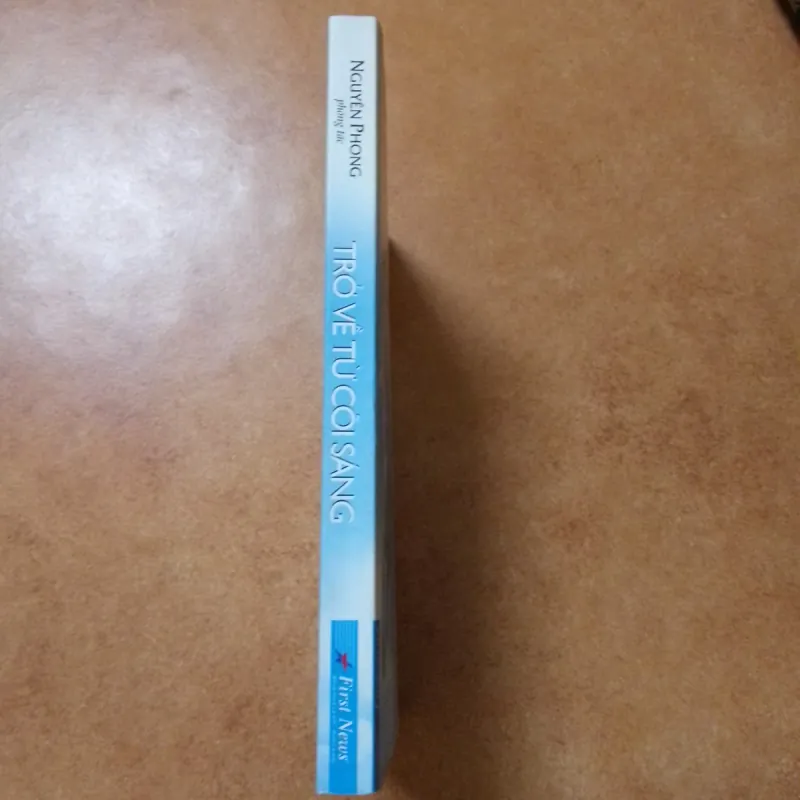 NGUYÊN PHONG
phóng tác
TRỞ VỀ TỪ CÕI SÁNG
First News